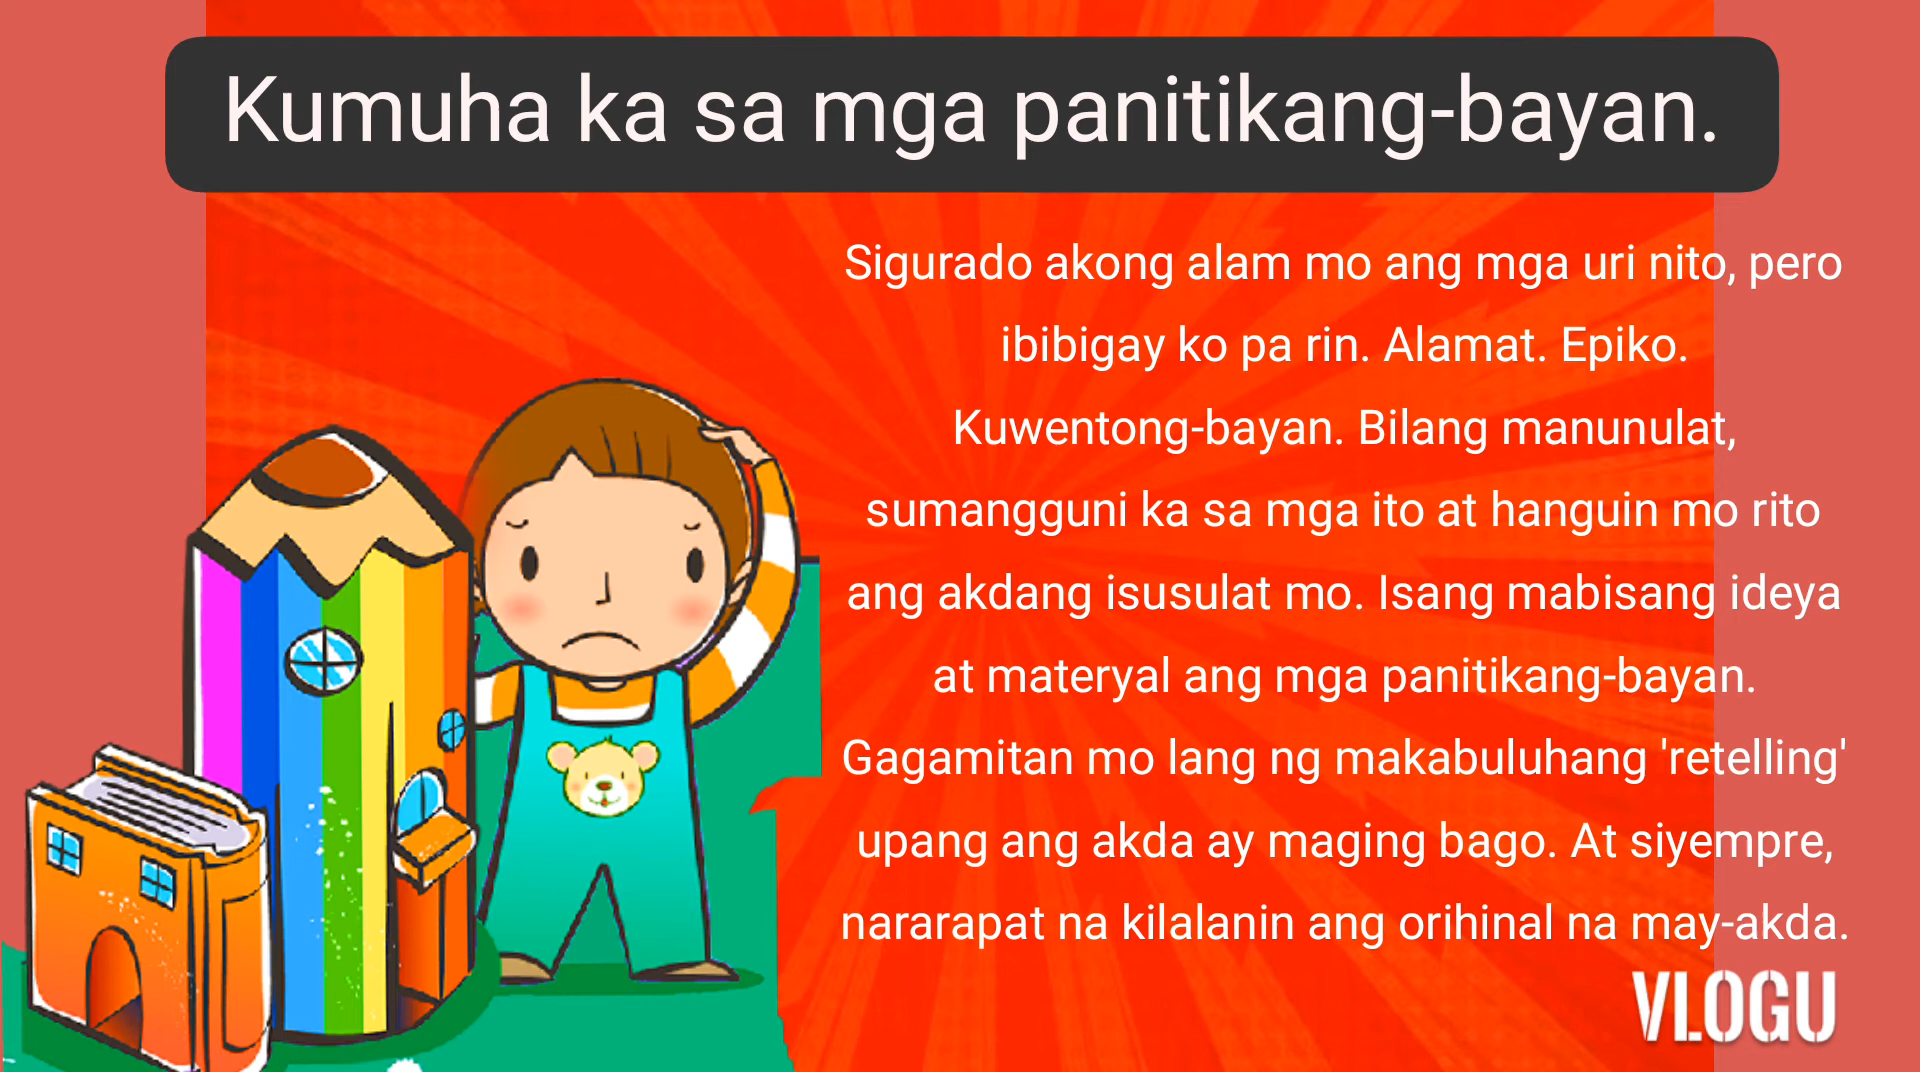 Kumuha ka sa mga panitikang-bayan.
Sigurado akong alam mo ang mga uri nito, pero
ibibigay ko pa rin. Alamat. Epiko.
Kuwentong-bayan. Bilang manunulat,
sumangguni ka sa mga ito at hanguin mo rito
ang akdang isusulat mo. Isang mabisang ideya
at materyal ang mga panitikang-bayan.
Gagamitan mo lang ng makabuluhang 'retelling'
upang ang akda ay maging bago. At siyempre,
nararapat na kilalanin ang orihinal na may-akda.
VLOGU